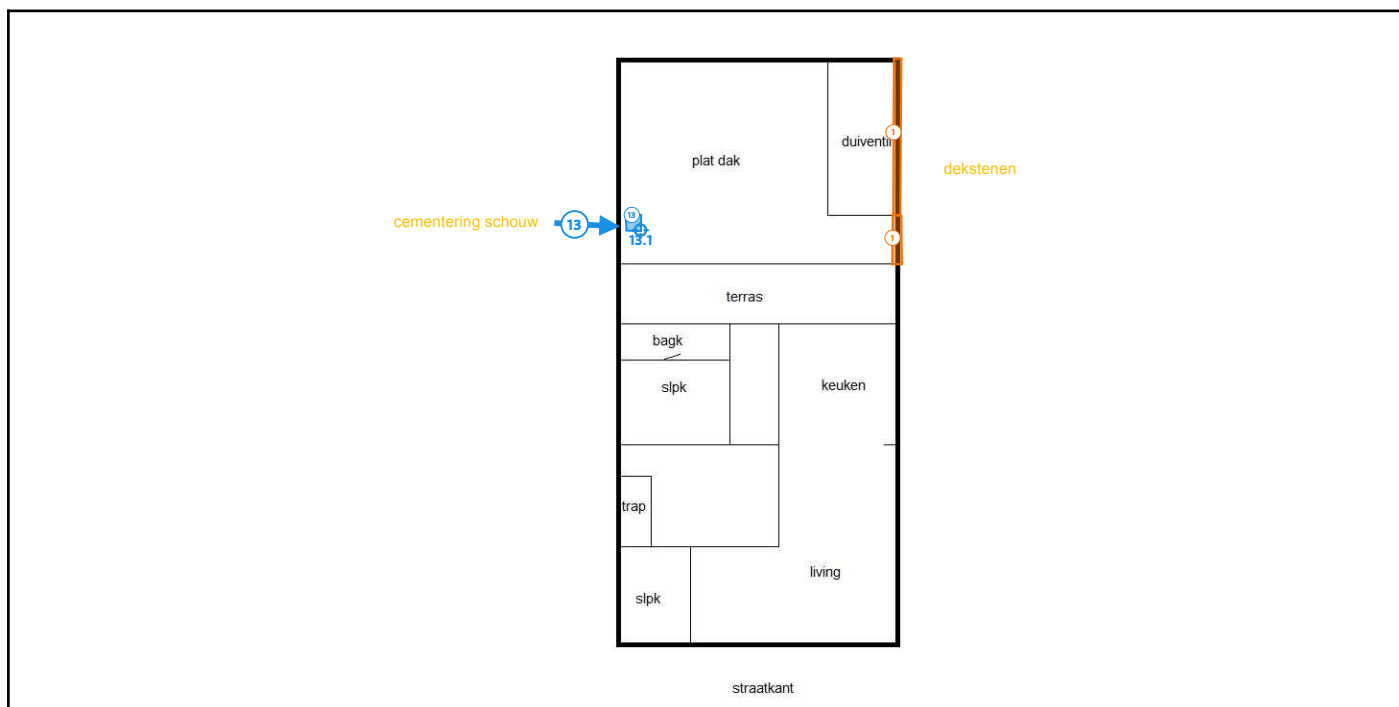 duiventil
1
plat dak
dekstenen
cementering schouw
13
13
13.1
1
terras
bagk
slpk
keuken
trap
living
slpk
straatkant